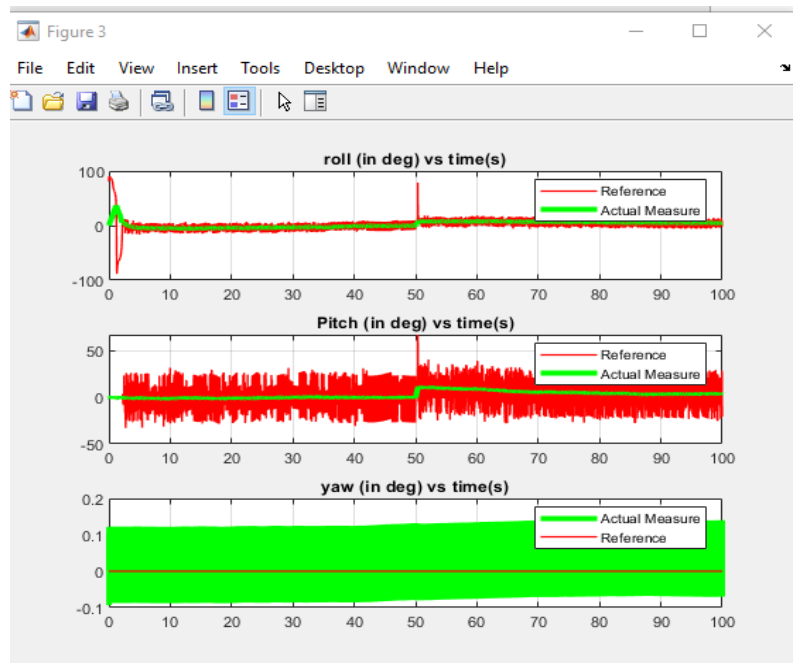 Figure 3
File Edit View Insert Tools Desktop Window Help
roll (in deg) vs time(s)
100
0
-100
Reference
Actual Measure
0 10 20 30 40 50 60 70 80 90 100
Pitch (in deg) vs time(s)
50
0
-50
Reference
Actual Measure
0 10 20 30 40 50 60 70 80 90 100
yaw (in deg) vs time(s)
0.2
0.1
0
-0.1
Actual Measure
Reference
0 10 20 30 40 50 60 70 80 90 100